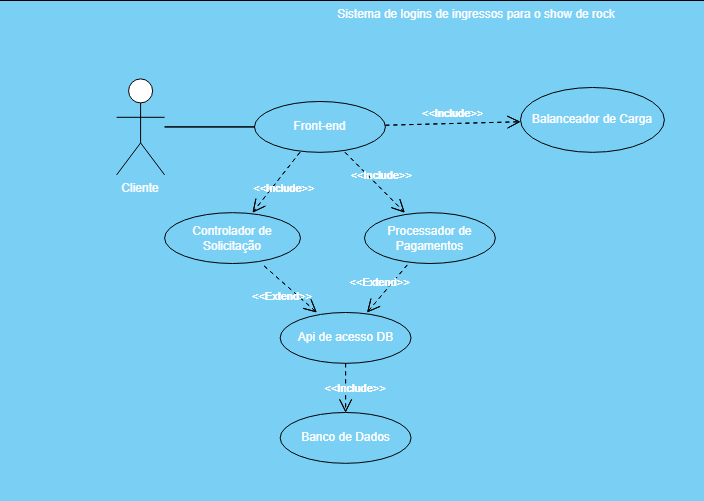 Sistema de logins de ingressos para o show de rock
<<Include>>
Front-end
Balanceador de Carga
Cliente
<<Include>>
<<Include>>
Controlador de
Solicitação
Processador de
Pagamentos
<<Extend>>
<<Extend>>
Api de acesso DB
<<Include>>
Banco de Dados